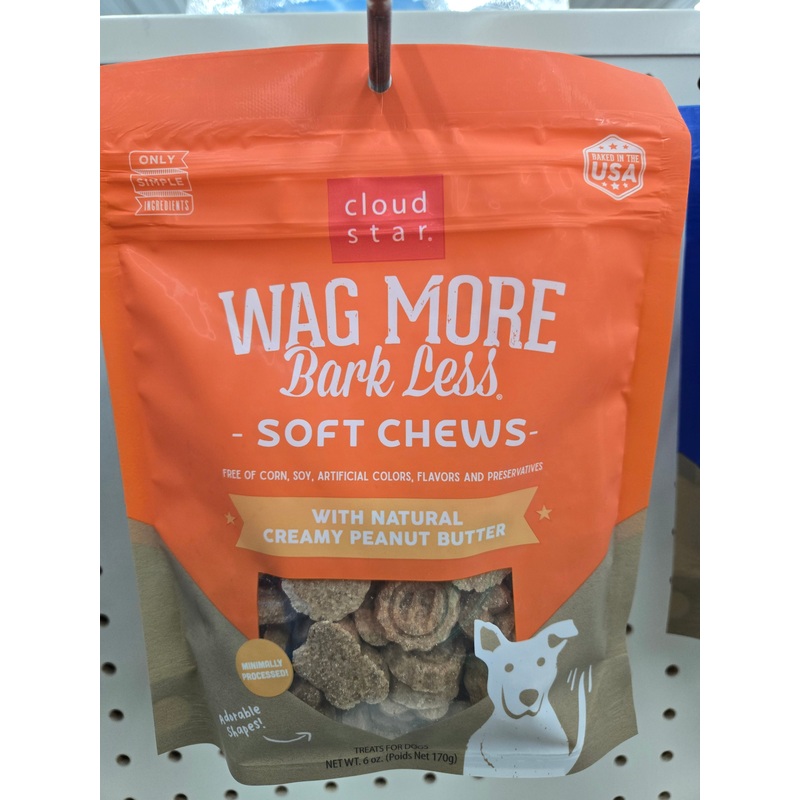 ONLY
SIMPLE
INGREDIENTS
BAKED IN THE
USA
cloud
star®
WAG MORE
Bark Less®
- SOFT CHEWS-
FREE OF CORN, SOY, ARTIFICIAL COLORS, FLAVORS AND PRESERVATIVES
WITH NATURAL
CREAMY PEANUT BUTTER
MINIMALLY
PROCESSED!
Adorable
Shapes!
TREATS FOR DOGS
NET WT. 6 oz. (Poids Net 170g)